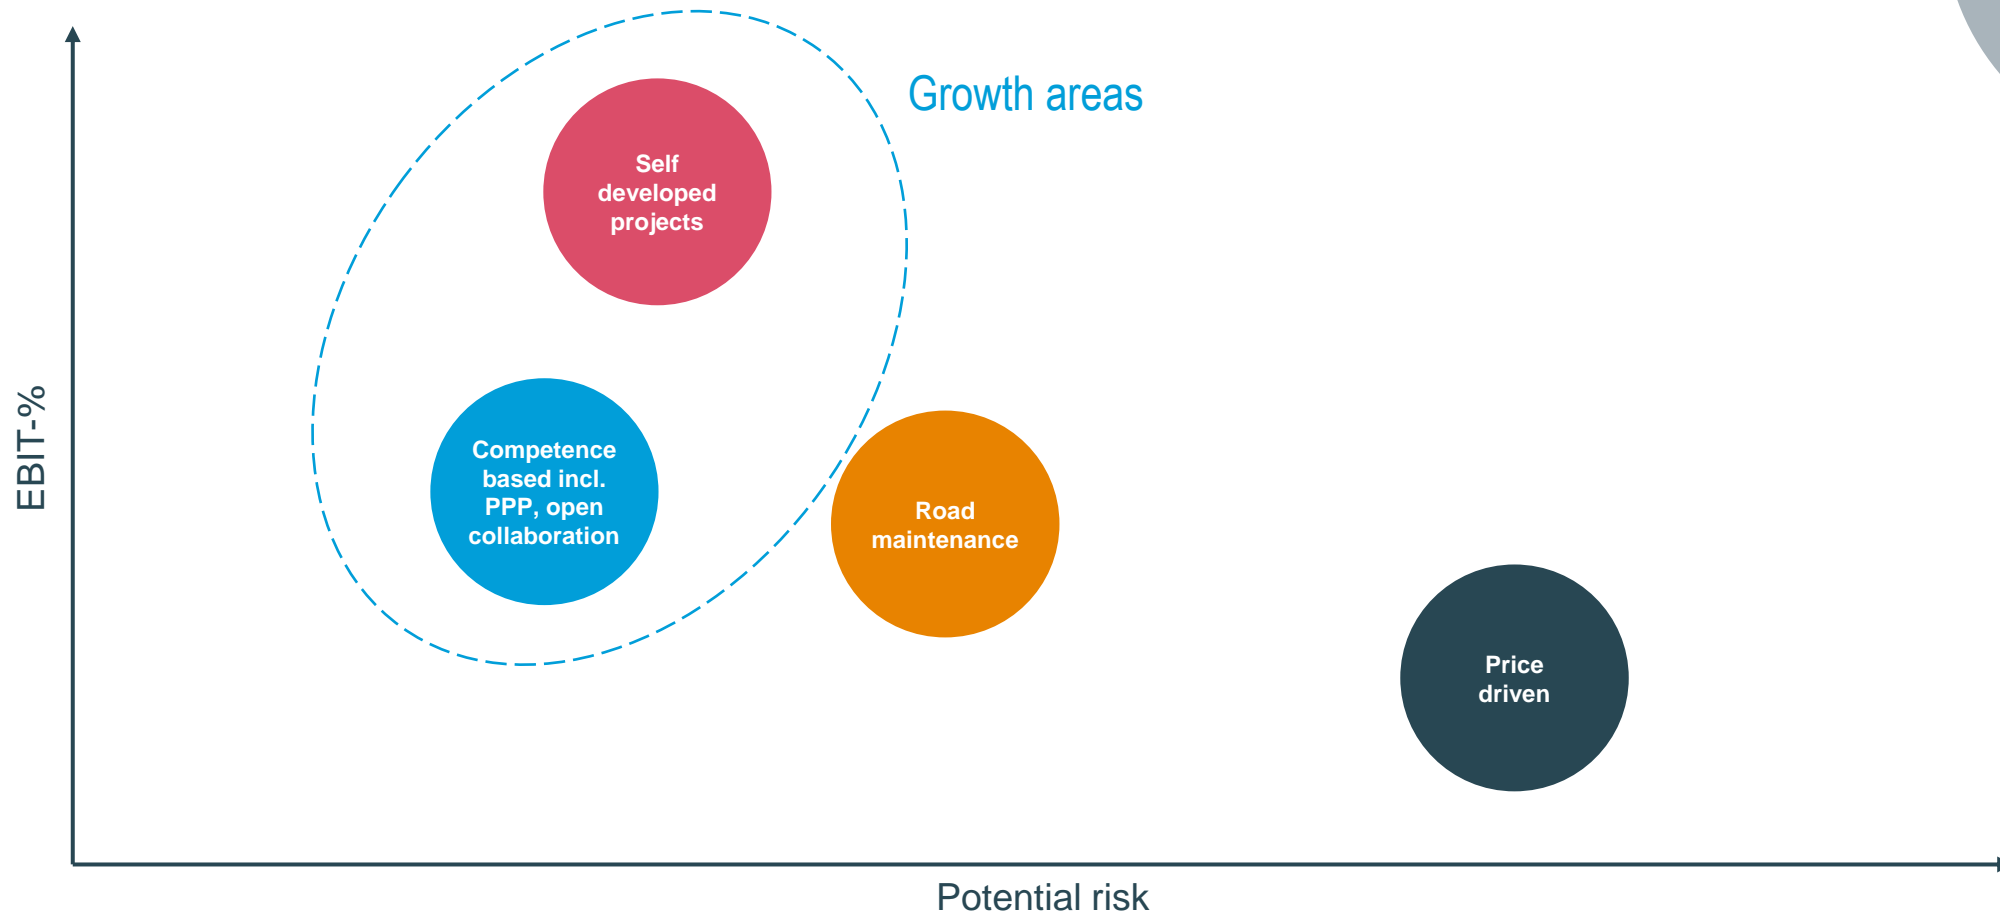 Growth areas
Self
developed
projects
EBIT-%
Competence
based incl.
PPP, open
collaboration
Road
maintenance
Price
driven
Potential risk